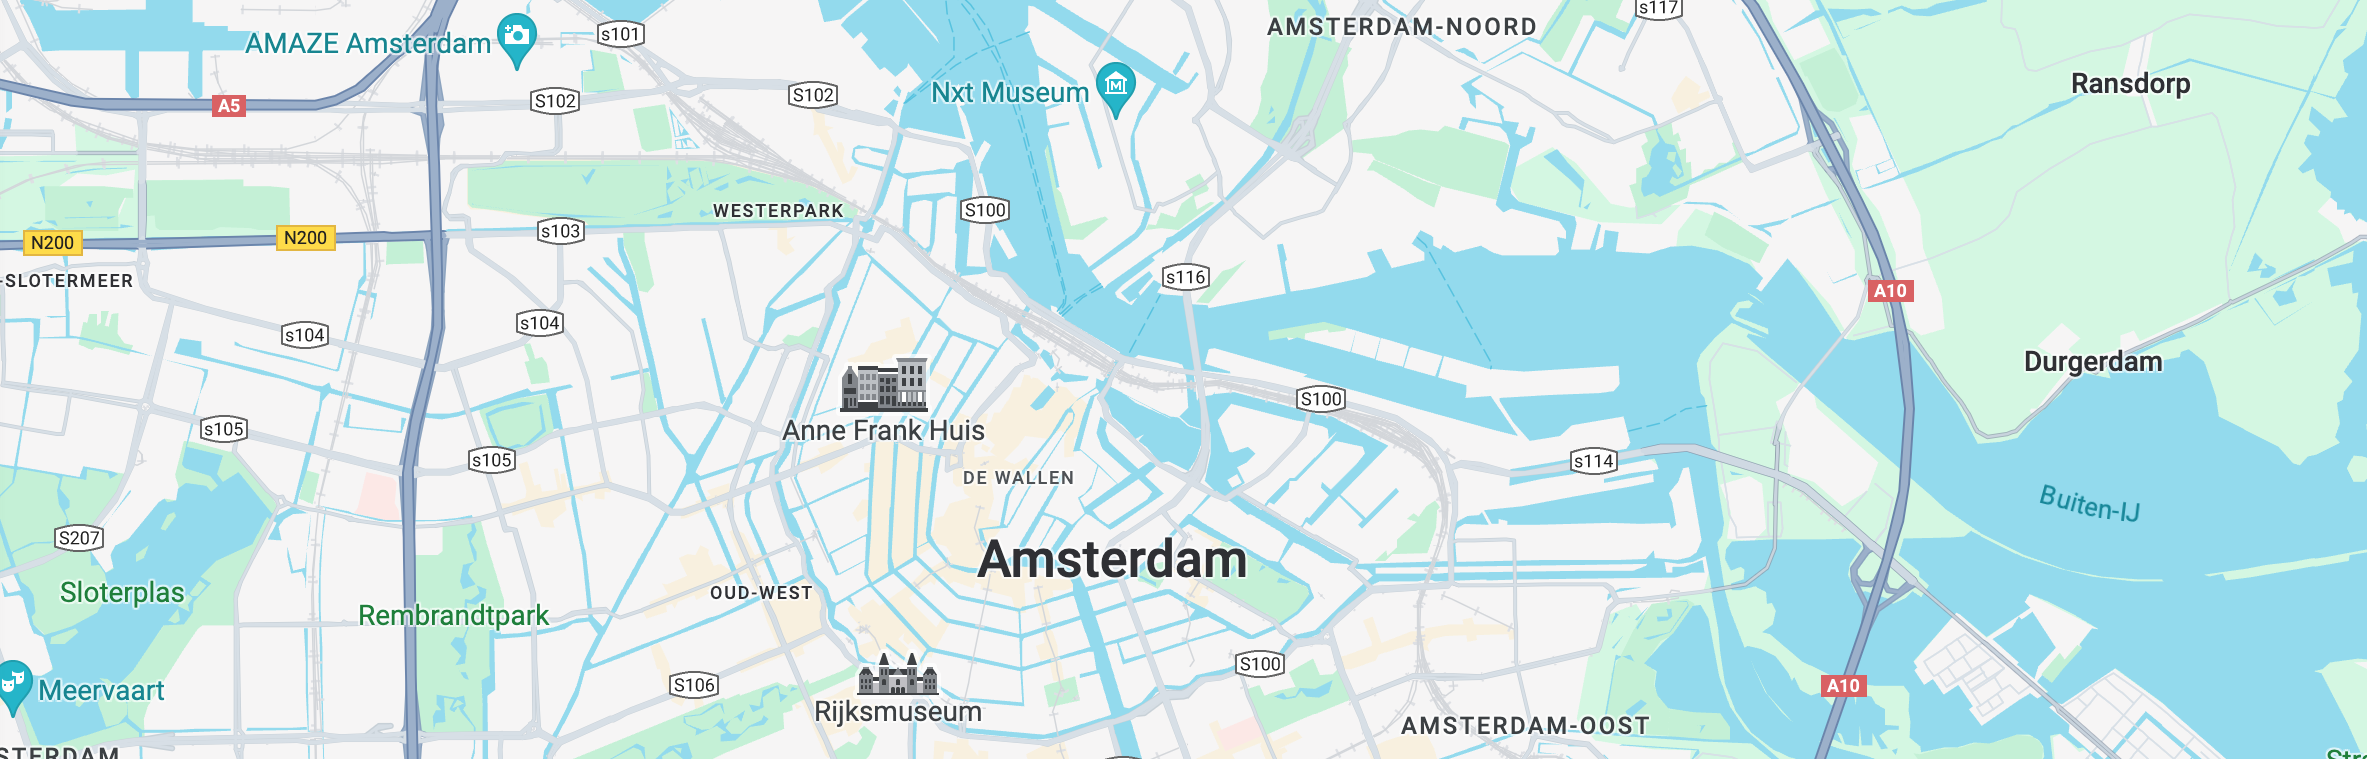 s117
AMSTERDAM-NOORD
s101
AMAZE Amsterdam
Ransdorp
Nxt Museum
S102
S102
A5
WESTERPARK
S100
s103
N200
N200
s116
-SLOTERMEER
A10
s104
s104
Durgerdam
S100
Anne Frank Huis
s105
s105
s114
DE WALLEN
Buiten-IJ
S207
Amsterdam
Sloterplas
OUD-WEST
Rembrandtpark
S100
S106
A10
Meervaart
Rijksmuseum
AMSTERDAM-OOST
STERDAM